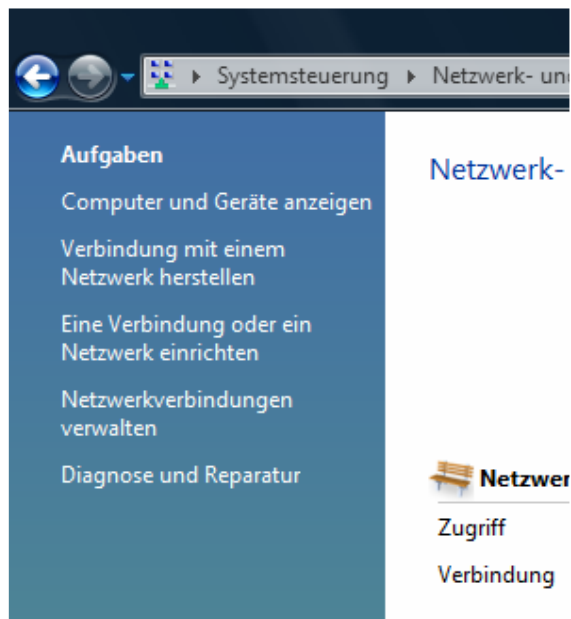 Systemsteuerung
Netzwerk- und
Aufgaben
Computer und Geräte anzeigen
Verbindung mit einem
Netzwerk herstellen
Eine Verbindung oder ein
Netzwerk einrichten
Netzwerkverbindungen
verwalten
Diagnose und Reparatur
Netzwerk-
Netzwer
Zugriff
Verbindung